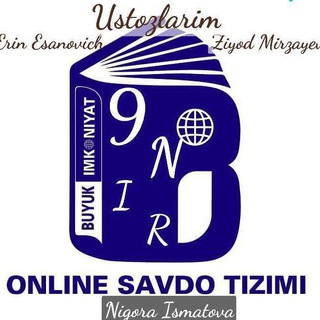 Ustozlarim
Erin Esanovich Ziyod Mirzayev
BUYUK IMKONIYAT
9
N
I
R
ONLINE SAVDO TIZIMI
Nigora Ismatova